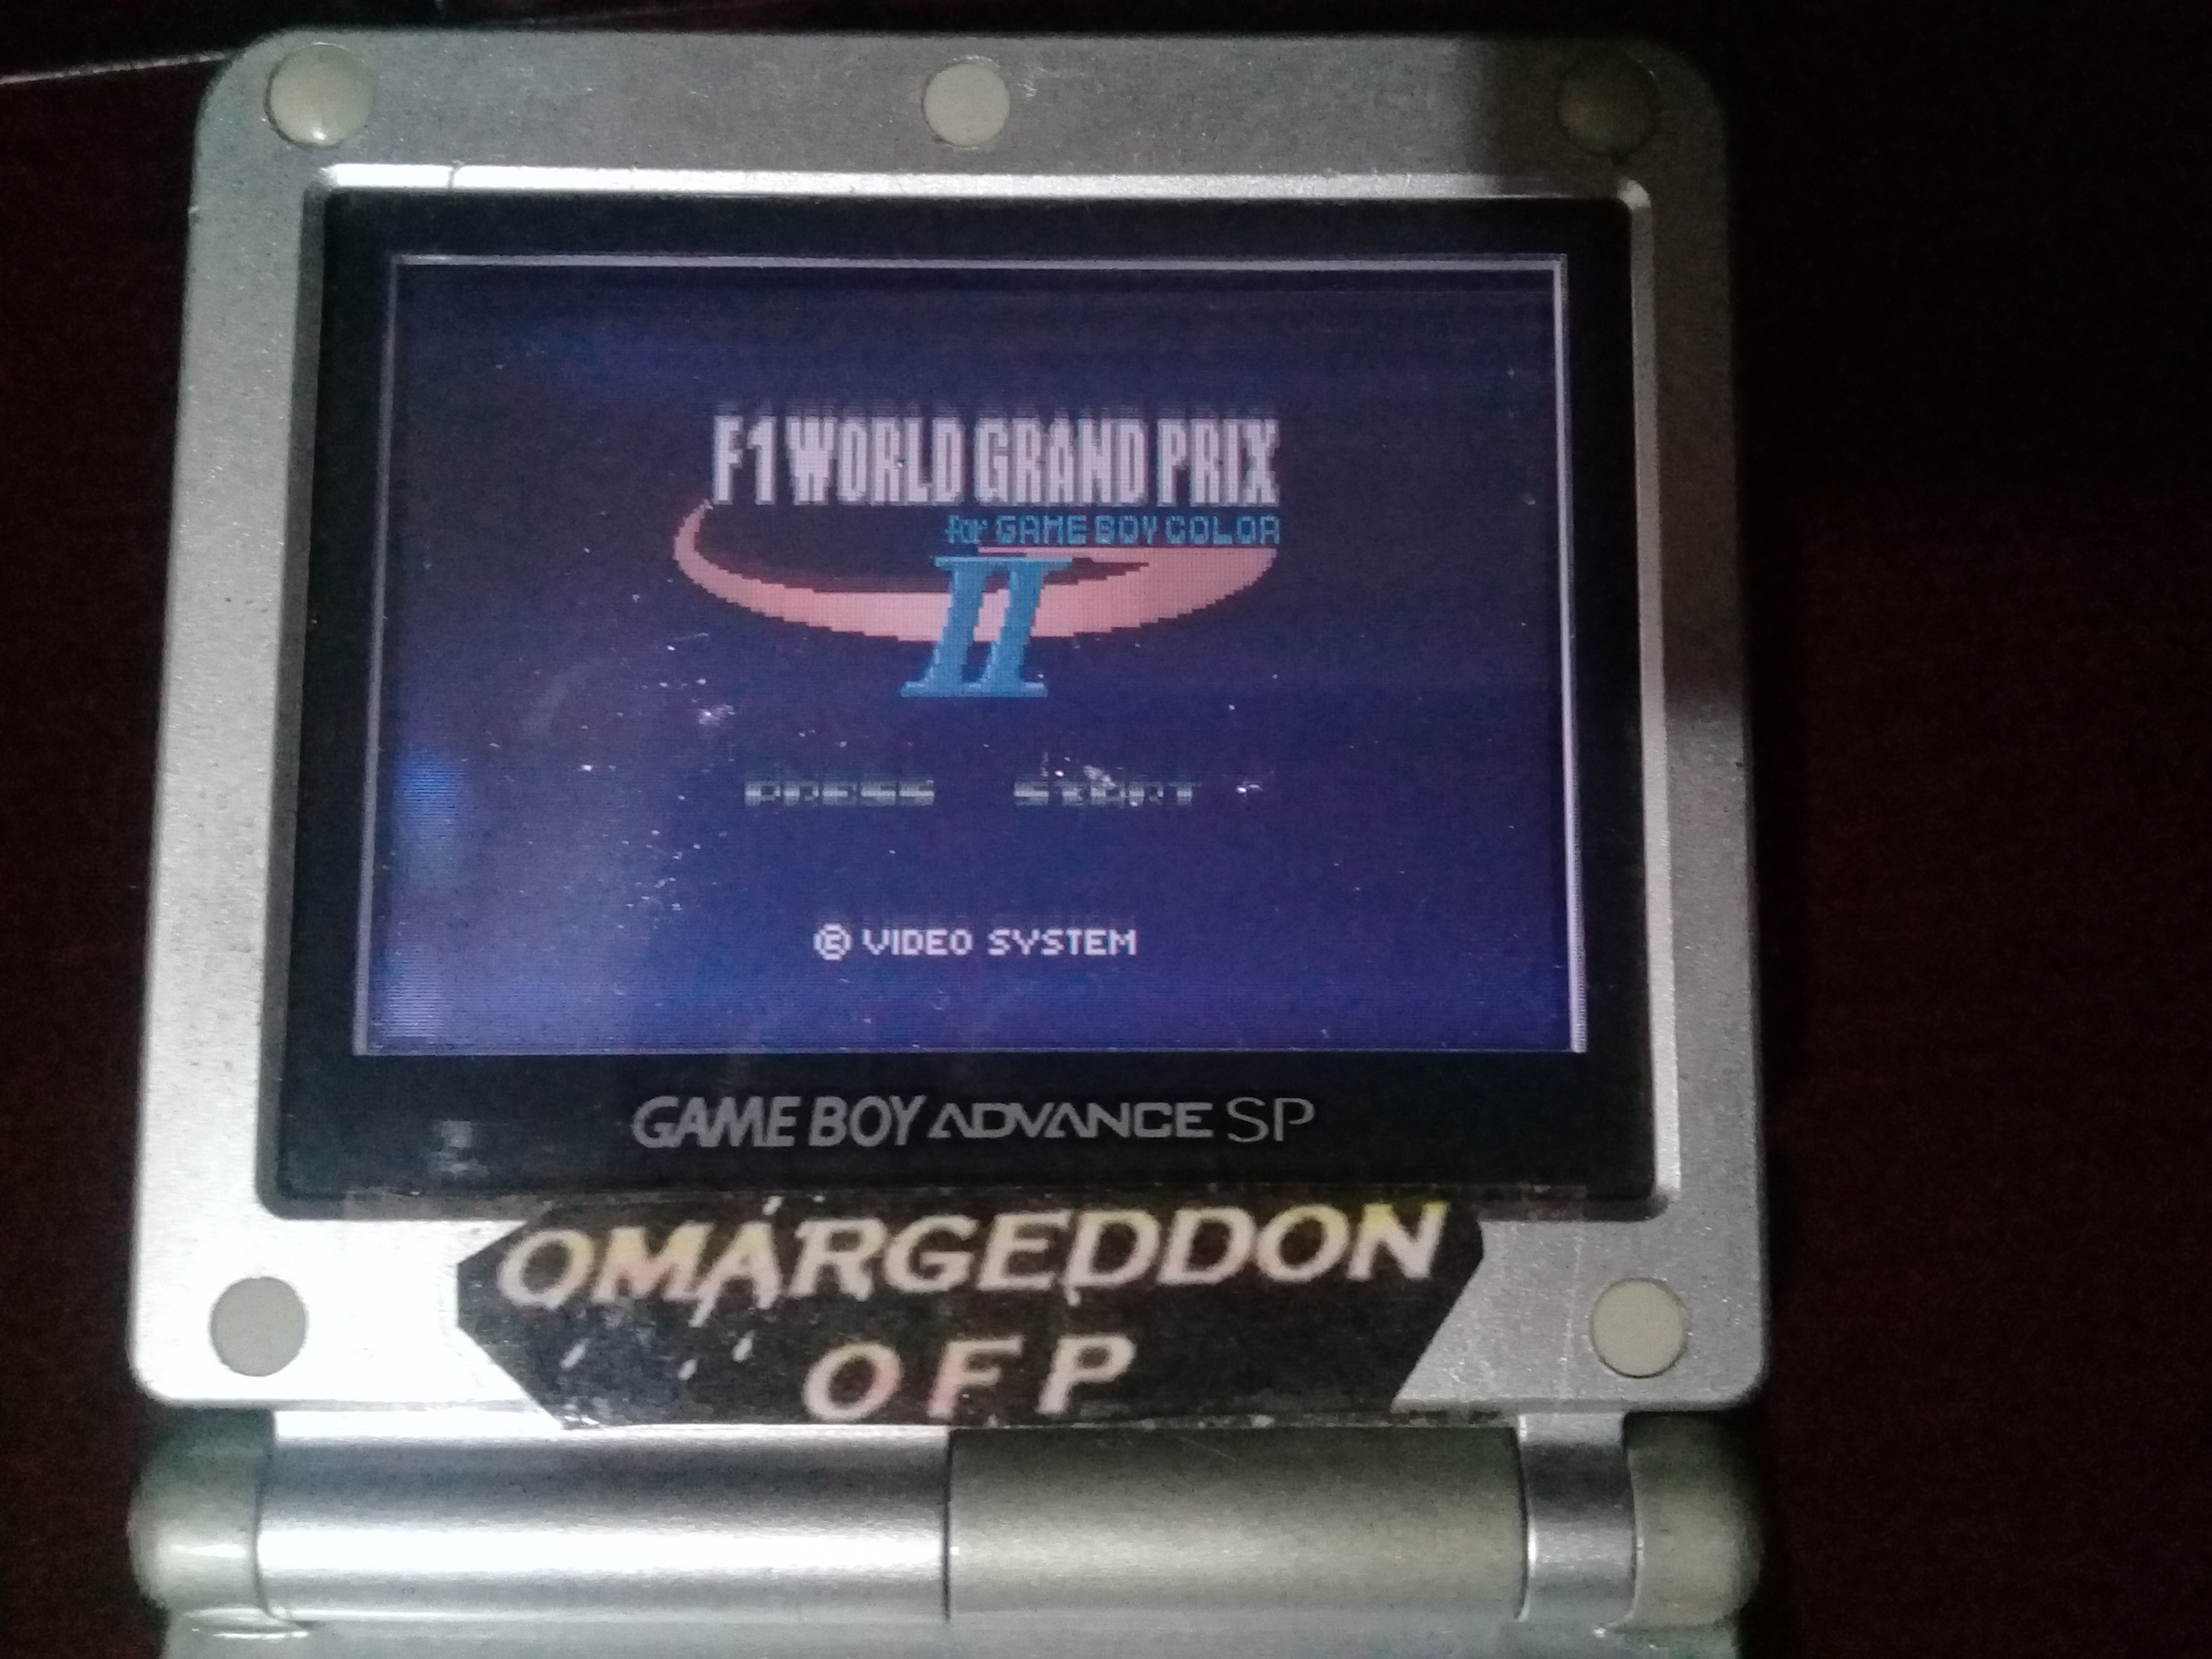 F1 WORLD GRAND PRIX
for GAME BOY COLOR
II
PRESS START
© VIDEO SYSTEM
GAME BOY ADVANCE SP
OMARGEDDON
OFP